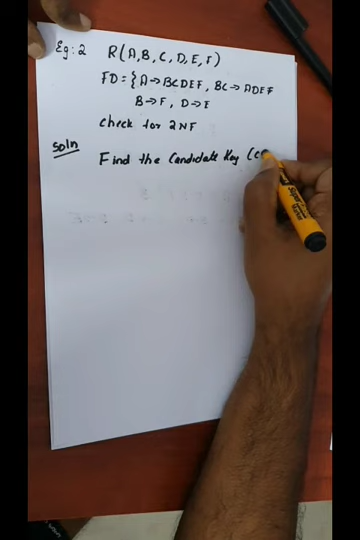 Eg: 2 R(A,B,C,D,E,F)
FD = { A→BCDEF, BC→ADEF
B→F, D→E
check for 2NF
Soln
Find the Candidate Key (C